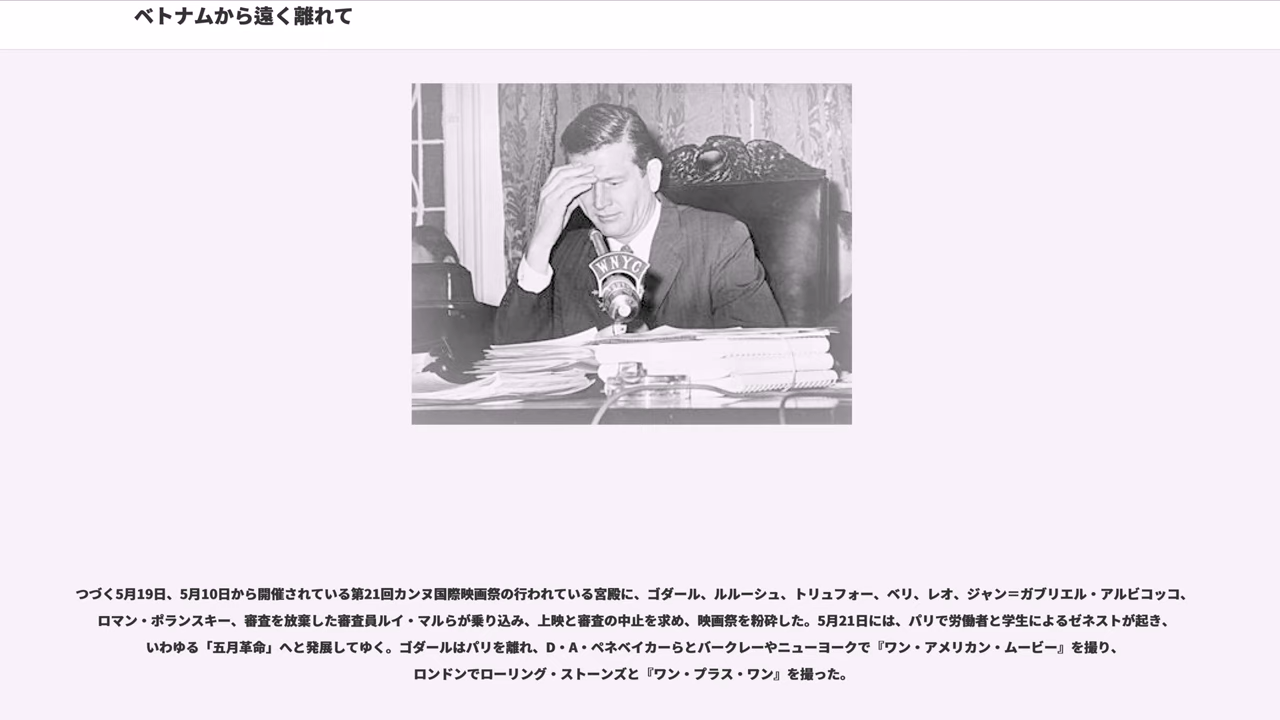 ベトナムから遠く離れて
WNYC
つづく5月19日、5月10日から開催されている第21回カンヌ国際映画祭の行われている宮殿に、ゴダール、ルルーシュ、トリュフォー、ベリ、レオ、ジャン＝ガブリエル・アルビコッコ、
ロマン・ポランスキー、審査を放棄した審査員ルイ・マルらが乗り込み、上映と審査の中止を求め、映画祭を粉砕した。5月21日には、パリで労働者と学生によるゼネストが起き、
いわゆる「五月革命」へと発展してゆく。ゴダールはパリを離れ、D・A・ペネベイカーらとバークレーやニューヨークで『ワン・アメリカン・ムービー』を撮り、
ロンドンでローリング・ストーンズと『ワン・プラス・ワン』を撮った。